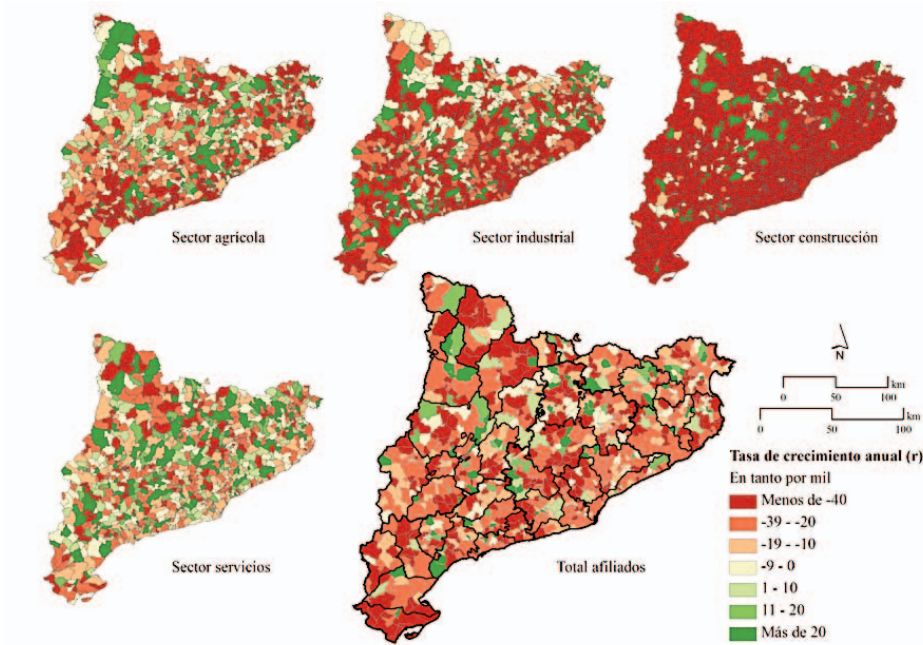 Sector agrícola
Sector industrial
Sector construcción
Sector servicios
Total afiliados
N
km
0 50 100
km
0 50 100
Tasa de crecimiento anual (r)
En tanto por mil
Menos de -40
-39 - -20
-19 - -10
-9 - 0
1 - 10
11 - 20
Más de 20